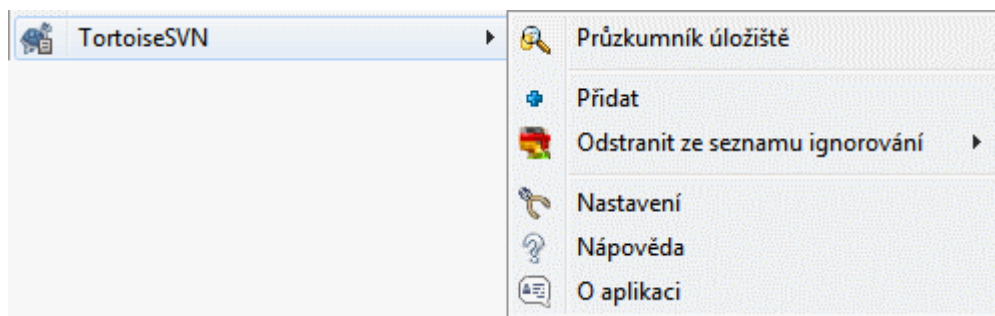 TortoiseSVN
Průzkumník úložiště
Přidat
Odstranit ze seznamu ignorování
Nastavení
Nápověda
O aplikaci